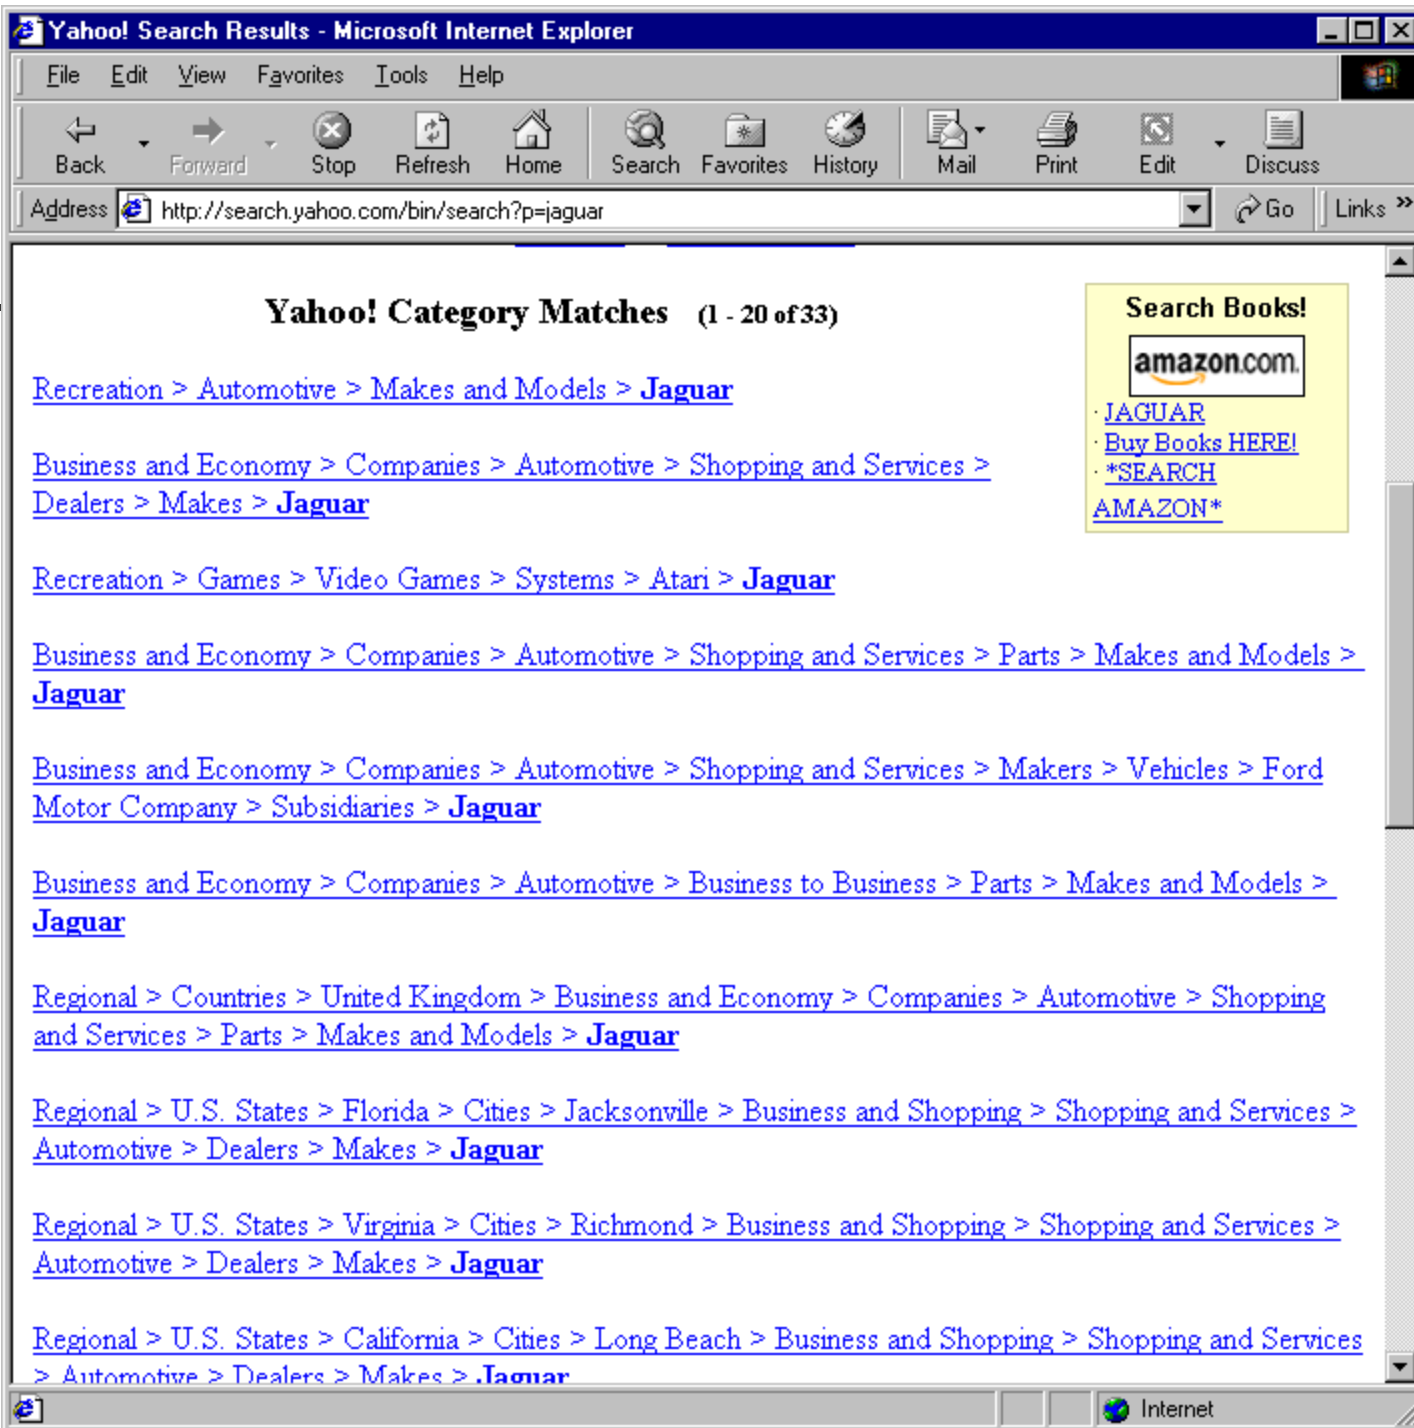 Yahoo! Search Results - Microsoft Internet Explorer
File Edit View Favorites Tools Help
Back Forward Stop Refresh Home Search Favorites History Mail Print Edit Discuss
Address http://search.yahoo.com/bin/search?p=jaguar Go Links »
Yahoo! Category Matches (1 - 20 of 33)
Recreation > Automotive > Makes and Models > Jaguar
Business and Economy > Companies > Automotive > Shopping and Services >
Dealers > Makes > Jaguar
Recreation > Games > Video Games > Systems > Atari > Jaguar
Business and Economy > Companies > Automotive > Shopping and Services > Parts > Makes and Models >
Jaguar
Business and Economy > Companies > Automotive > Shopping and Services > Makers > Vehicles > Ford
Motor Company > Subsidiaries > Jaguar
Business and Economy > Companies > Automotive > Business to Business > Parts > Makes and Models >
Jaguar
Regional > Countries > United Kingdom > Business and Economy > Companies > Automotive > Shopping
and Services > Parts > Makes and Models > Jaguar
Regional > U.S. States > Florida > Cities > Jacksonville > Business and Shopping > Shopping and Services >
Automotive > Dealers > Makes > Jaguar
Regional > U.S. States > Virginia > Cities > Richmond > Business and Shopping > Shopping and Services >
Automotive > Dealers > Makes > Jaguar
Regional > U.S. States > California > Cities > Long Beach > Business and Shopping > Shopping and Services
> Automotive > Dealers > Makes > Jaguar
Search Books!
amazon.com.
· JAGUAR
· Buy Books HERE!
· *SEARCH
AMAZON*
Internet